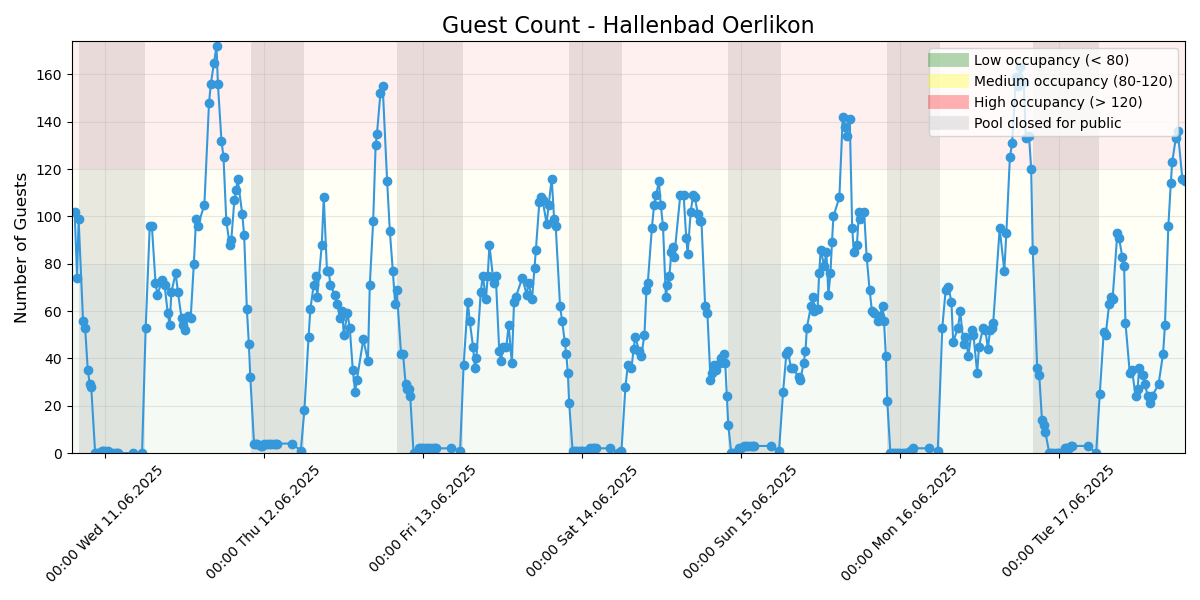 Guest Count - Hallenbad Oerlikon
Low occupancy (< 80)
Medium occupancy (80-120)
High occupancy (> 120)
Pool closed for public
Number of Guests
160
140
120
100
80
60
40
20
0
00:00 Wed 11.06.2025
00:00 Thu 12.06.2025
00:00 Fri 13.06.2025
00:00 Sat 14.06.2025
00:00 Sun 15.06.2025
00:00 Mon 16.06.2025
00:00 Tue 17.06.2025